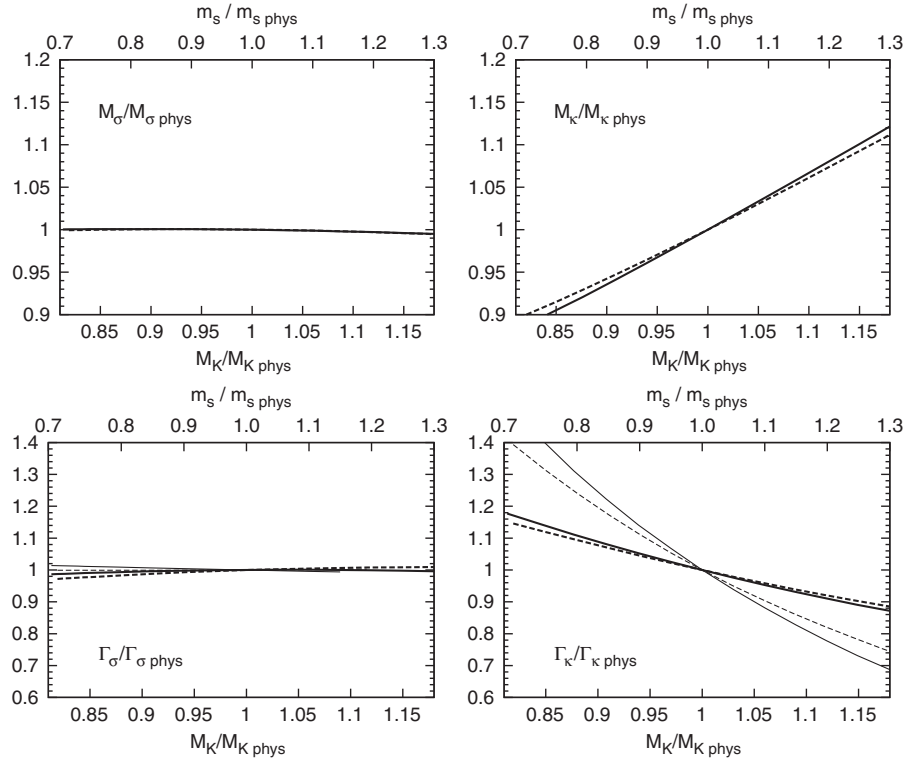 m_s / m_s phys
0.7 0.8 0.9 1.0 1.1 1.2 1.3
1.2
1.15
1.1
1.05
1
0.95
0.9
M_σ/M_σ phys
0.85 0.9 0.95 1 1.05 1.1 1.15
M_K/M_K phys
m_s / m_s phys
0.7 0.8 0.9 1.0 1.1 1.2 1.3
1.2
1.15
1.1
1.05
1
0.95
0.9
M_κ/M_κ phys
0.85 0.9 0.95 1 1.05 1.1 1.15
M_K/M_K phys
m_s / m_s phys
0.7 0.8 0.9 1.0 1.1 1.2 1.3
1.4
1.3
1.2
1.1
1
0.9
0.8
0.7
0.6
Γ_σ/Γ_σ phys
0.85 0.9 0.95 1 1.05 1.1 1.15
M_K/M_K phys
m_s / m_s phys
0.7 0.8 0.9 1.0 1.1 1.2 1.3
1.4
1.3
1.2
1.1
1
0.9
0.8
0.7
0.6
Γ_κ/Γ_κ phys
0.85 0.9 0.95 1 1.05 1.1 1.15
M_K/M_K phys